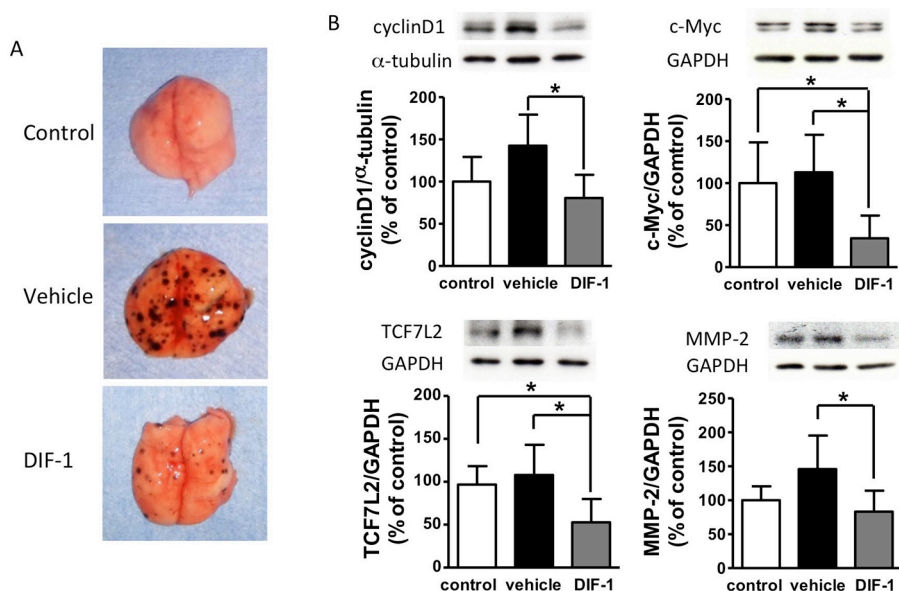 A
Control
Vehicle
DIF-1
B
cyclinD1
α-tubulin
cyclinD1/α-tubulin
(% of contrtol)
200
150
100
50
0
*
control vehicle DIF-1
c-Myc
GAPDH
c-Myc/GAPDH
(% of comtrol)
200
150
100
50
0
*
*
control vehicle DIF-1
TCF7L2
GAPDH
TCF7L2/GAPDH
(% of control)
200
150
100
50
0
*
*
control vehicle DIF-1
MMP-2
GAPDH
MMP-2/GAPDH
(% of control)
200
150
100
50
0
*
control vehicle DIF-1